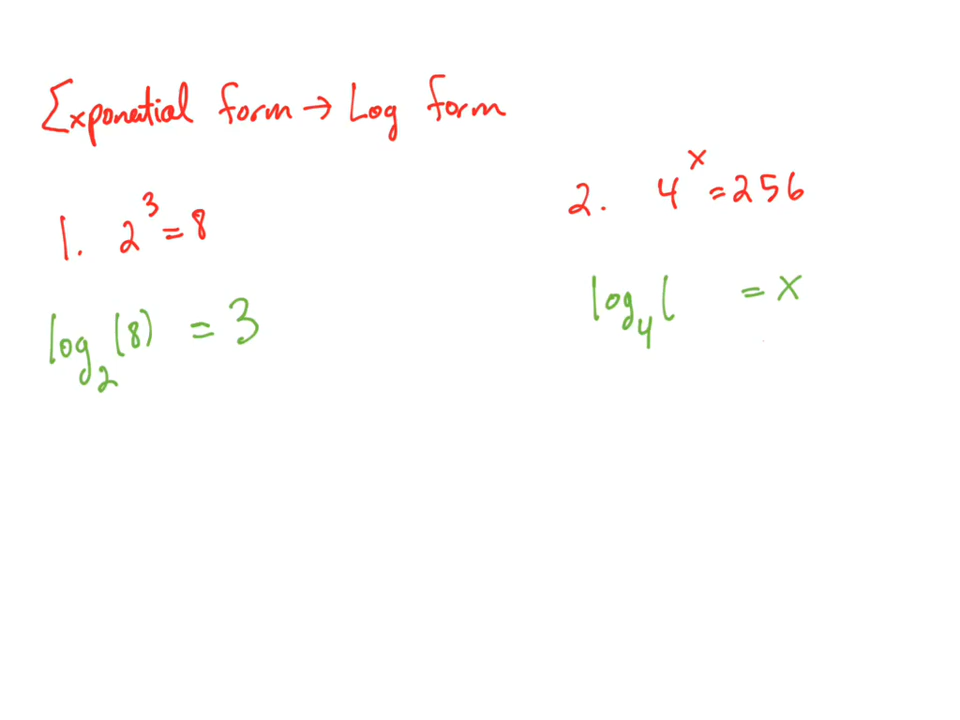 Exponential form → Log form
1. 2³ = 8
log₂(8) = 3
2. 4ˣ = 256
log₄( = x